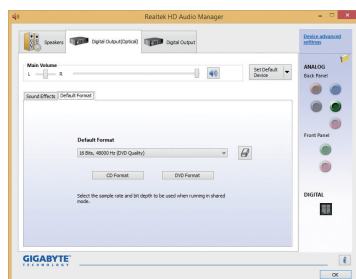 Realtek HD Audio Manager
Speakers
Digital Output(Optical)
Digital Output
Device advanced
settings
Main Volume
L
R
Set Default
Device
ANALOG
Back Panel
Sound Effects
Default Format
Default Format
16 Bits, 48000 Hz (DVD Quality)
CD Format
DVD Format
Select the sample rate and bit depth to be used when running in shared
mode.
Front Panel
DIGITAL
GIGABYTE
TECHNOLOGY
i
OK